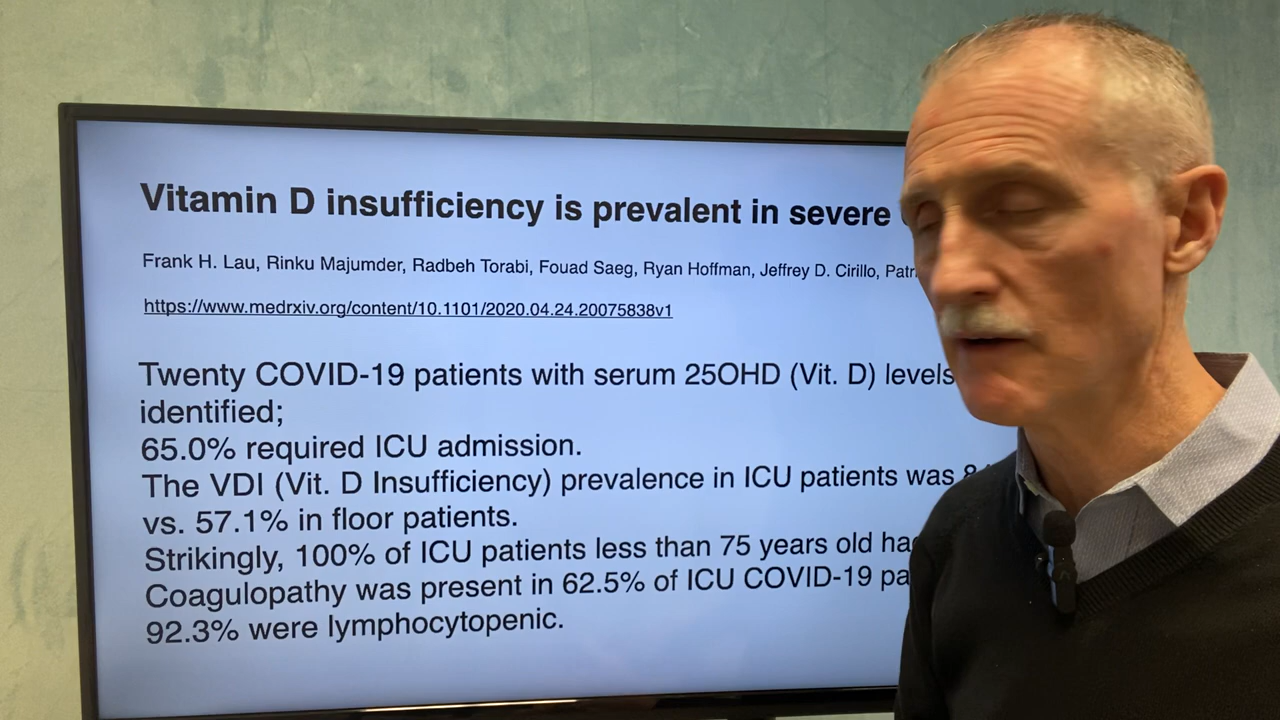 Vitamin D insufficiency is prevalent in severe
Frank H. Lau, Rinku Majumder, Radbeh Torabi, Fouad Saeg, Ryan Hoffman, Jeffrey D. Cirillo,
https://www.medrxiv.org/content/10.1101/2020.04.24.20075838v1
Twenty COVID-19 patients with serum 25OHD (Vit. D) levels
identified;
65.0% required ICU admission.
The VDI (Vit. D Insufficiency) prevalence in ICU patients was
vs. 57.1% in floor patients.
Strikingly, 100% of ICU patients less than 75 years old
Coagulopathy was present in 62.5% of ICU COVID-19
92.3% were lymphocytopenic.